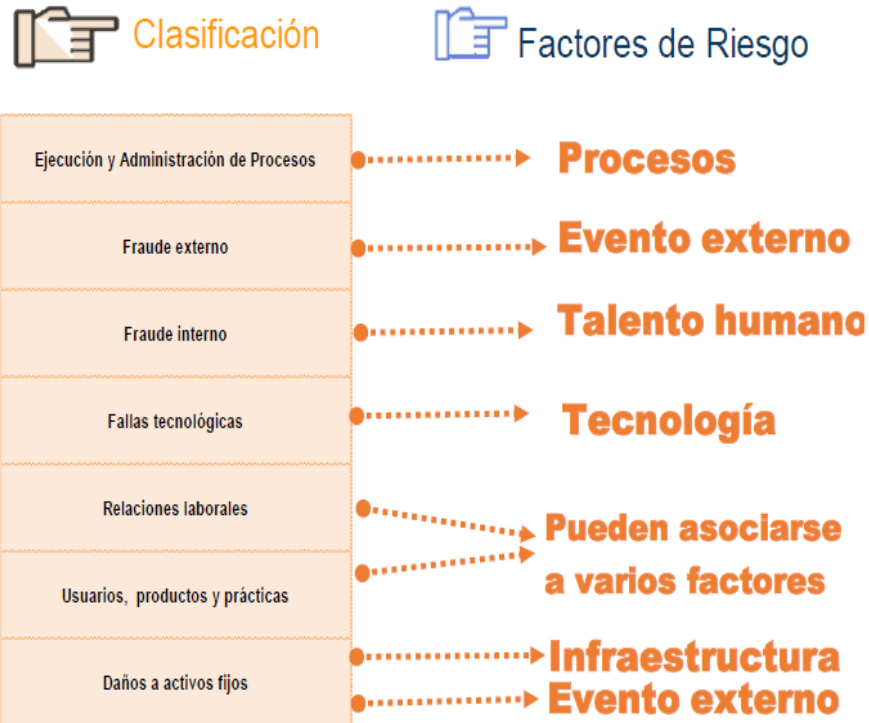 Clasificación
Factores de Riesgo
Ejecución y Administración de Procesos
Procesos
Fraude externo
Evento externo
Fraude interno
Talento humano
Fallas tecnológicas
Tecnología
Relaciones laborales
Usuarios, productos y prácticas
Pueden asociarse
a varios factores
Daños a activos fijos
Infraestructura
Evento externo